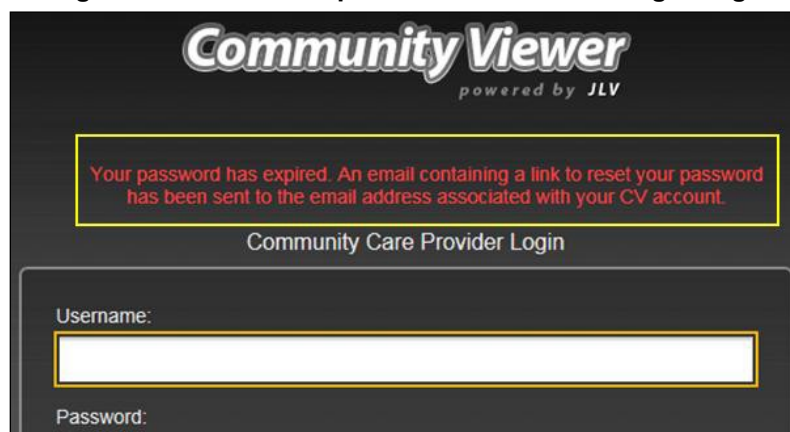 Community Viewer
powered by JLV
Your password has expired. An email containing a link to reset your password
has been sent to the email address associated with your CV account.
Community Care Provider Login
Username:
Password: